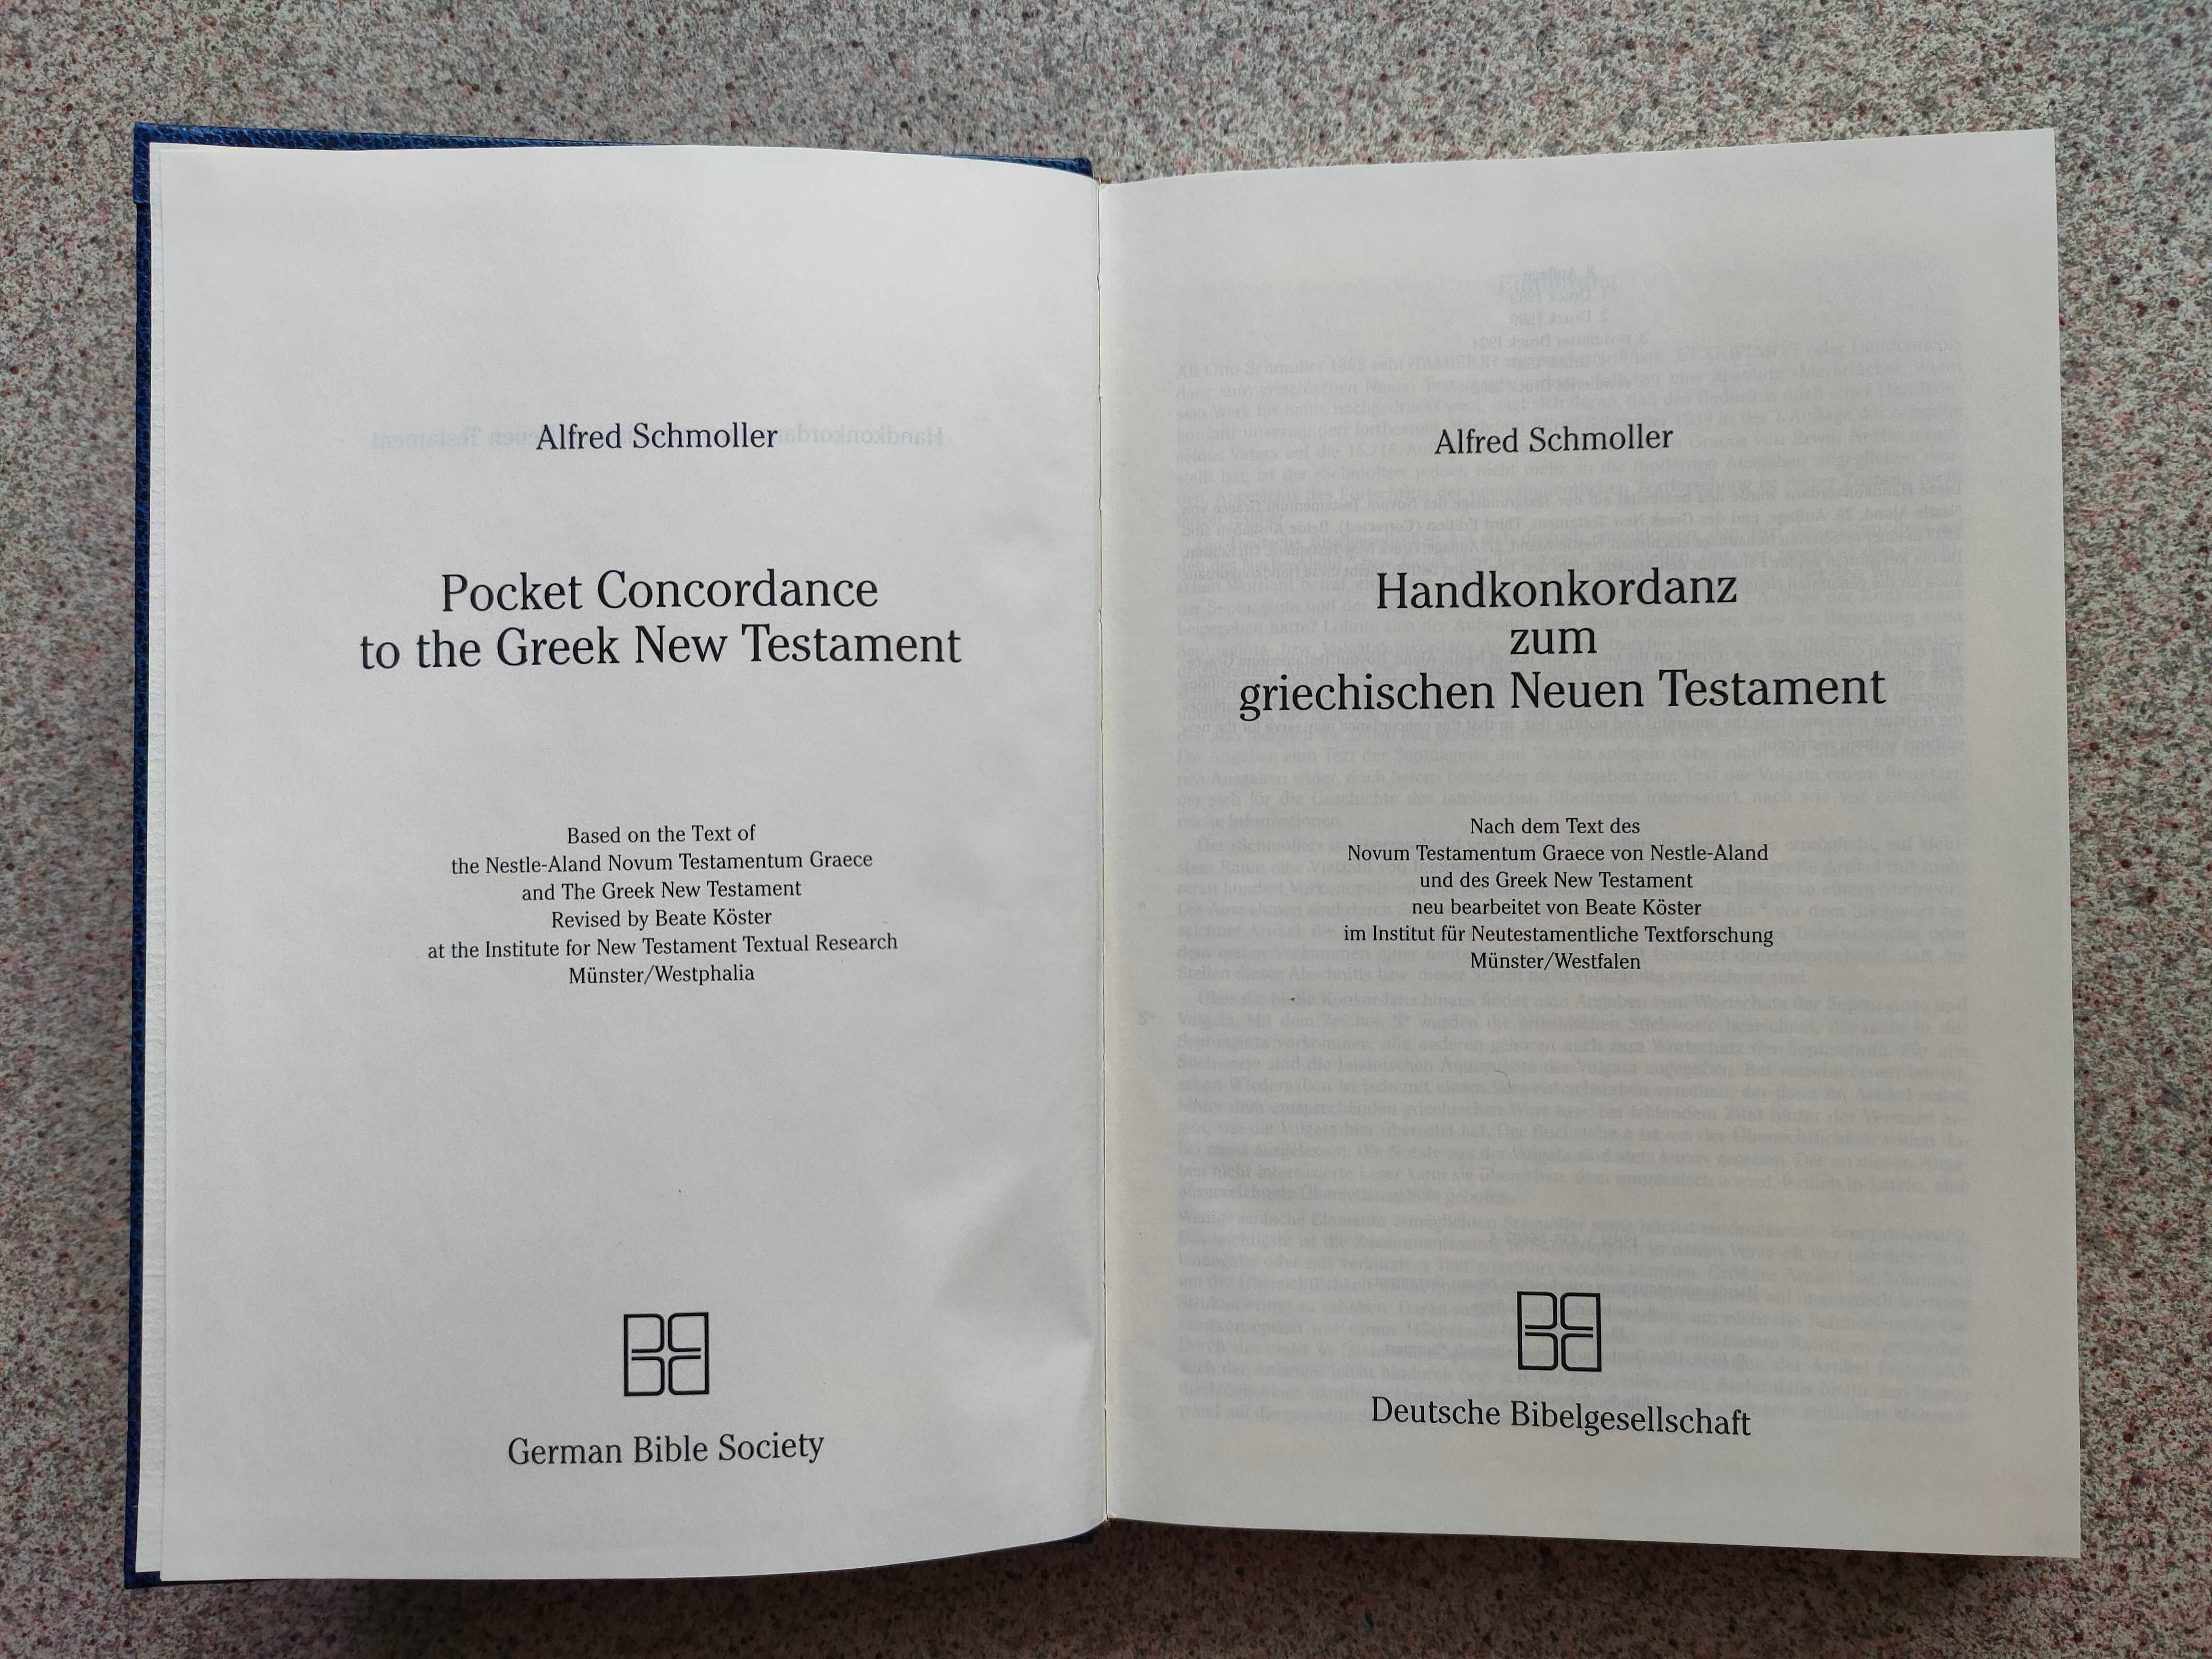 Alfred Schmoller
Pocket Concordance
to the Greek New Testament
Based on the Text of
the Nestle-Aland Novum Testamentum Graece
and The Greek New Testament
Revised by Beate Köster
at the Institute for New Testament Textual Research
Münster/Westphalia
German Bible Society
Alfred Schmoller
Handkonkordanz
zum
griechischen Neuen Testament
Nach dem Text des
Novum Testamentum Graece von Nestle-Aland
und des Greek New Testament
neu bearbeitet von Beate Köster
im Institut für Neutestamentliche Textforschung
Münster/Westfalen
Deutsche Bibelgesellschaft